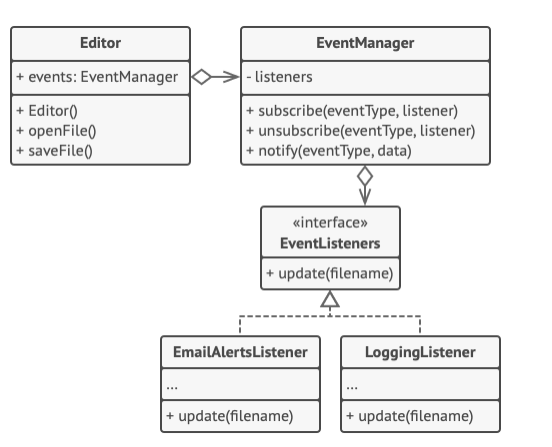 Editor
+ events: EventManager
+ Editor()
+ openFile()
+ saveFile()
EventManager
- listeners
+ subscribe(eventType, listener)
+ unsubscribe(eventType, listener)
+ notify(eventType, data)
«interface»
EventListeners
+ update(filename)
EmailAlertsListener
...
+ update(filename)
LoggingListener
...
+ update(filename)